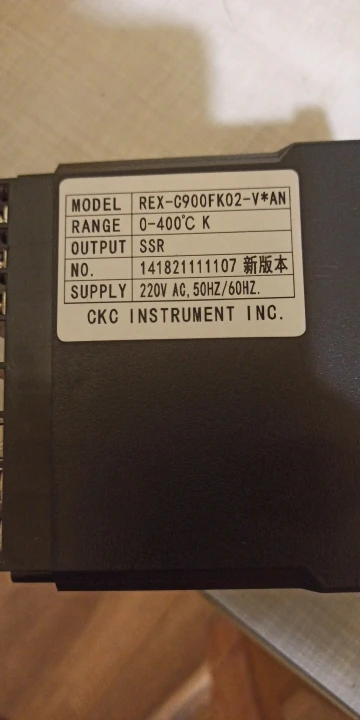 MODEL REX-C900FK02-V*AN
RANGE 0-400℃ K
OUTPUT SSR
NO. 141821111107 新版本
SUPPLY 220V AC, 50HZ/60HZ.
CKC INSTRUMENT INC.